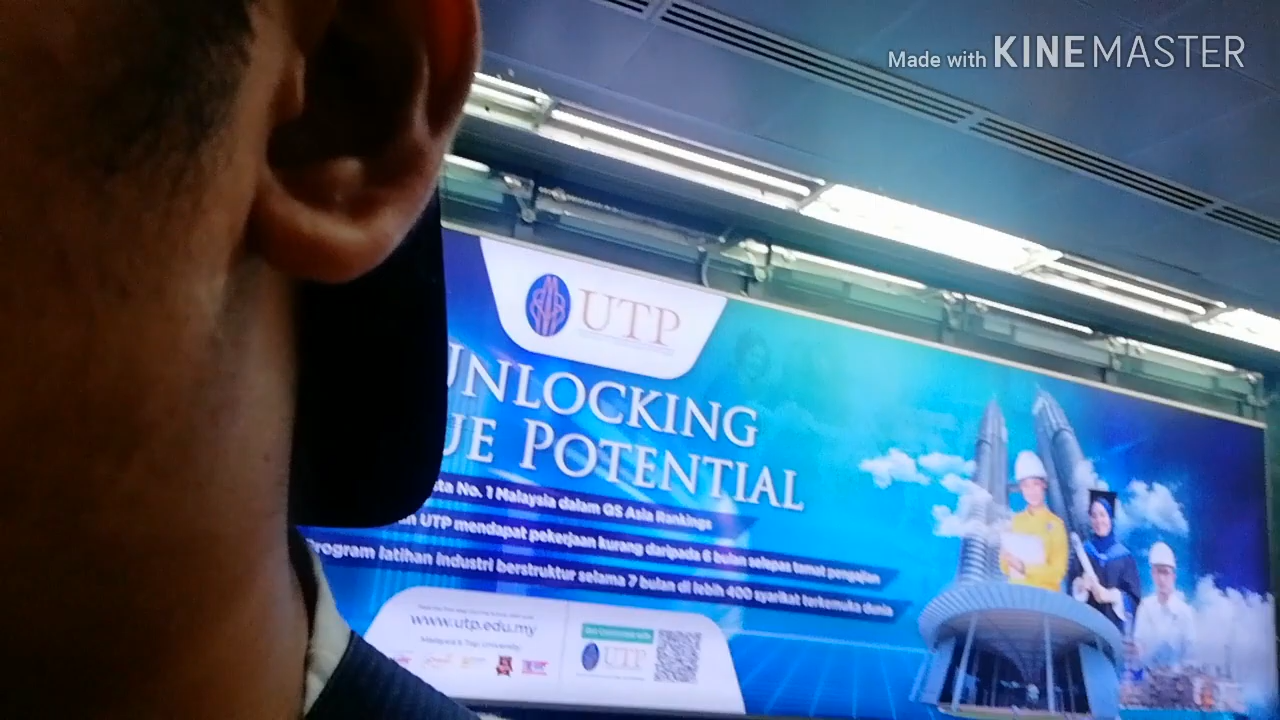 Made with KINEMASTER
UTP
UNLOCKING
UE POTENTIAL
No. 1 Malaysia dalam QS Asia Rankings
UTP mendapat pekerjaan kurang daripada 6 bulan selepas tamat pengajian
Program latihan industri berstruktur selama 7 bulan di lebih 400 syarikat terkemuka dunia
www.utp.edu.my
UTP